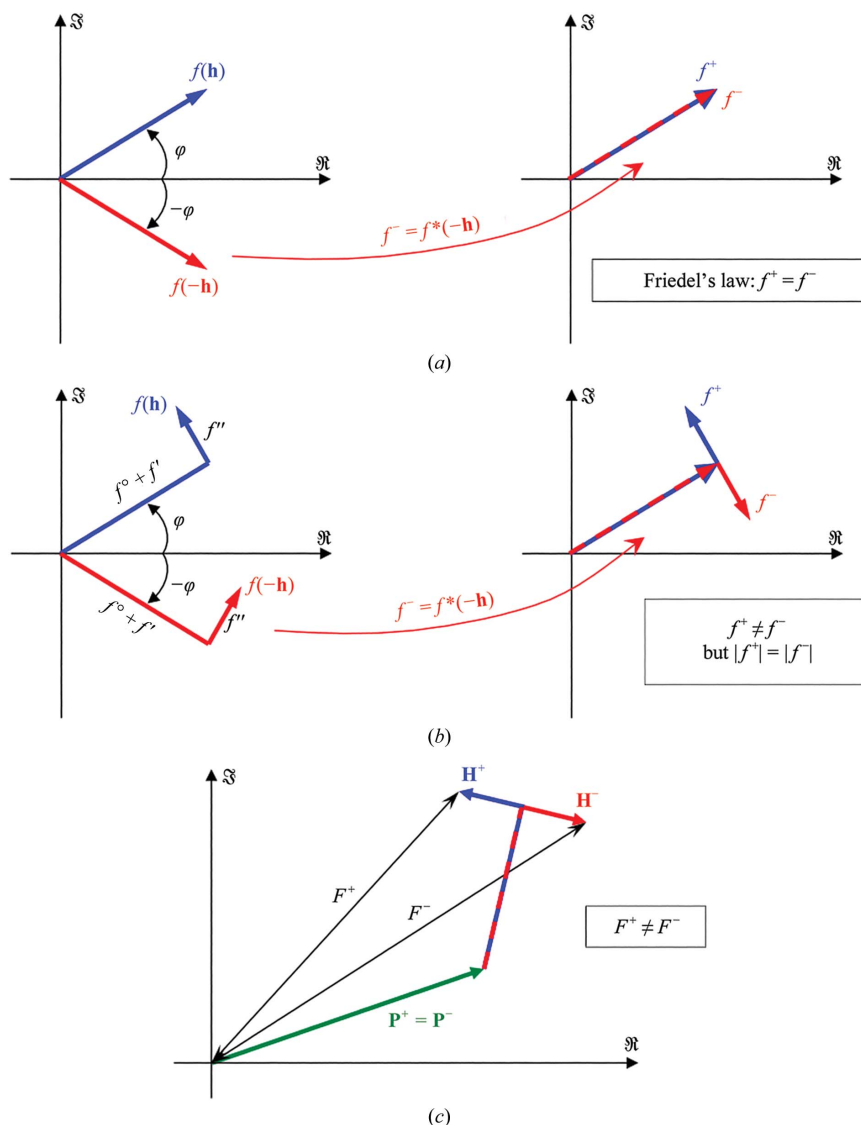 ℑ
ℑ
f(h)
f⁺
f⁻
φ
ℜ
ℜ
−φ
f⁻ = f*(−h)
f(−h)
Friedel's law: f⁺ = f⁻
(a)
ℑ
ℑ
f(h)
f⁺
f″
f° + f′
φ
f⁻
ℜ
ℜ
−φ
f(−h)
f° + f′
f″
f⁻ = f*(−h)
f⁺ ≠ f⁻
but |f⁺| = |f⁻|
(b)
ℑ
H⁺
H⁻
F⁺
F⁻
F⁺ ≠ F⁻
P⁺ = P⁻
ℜ
(c)